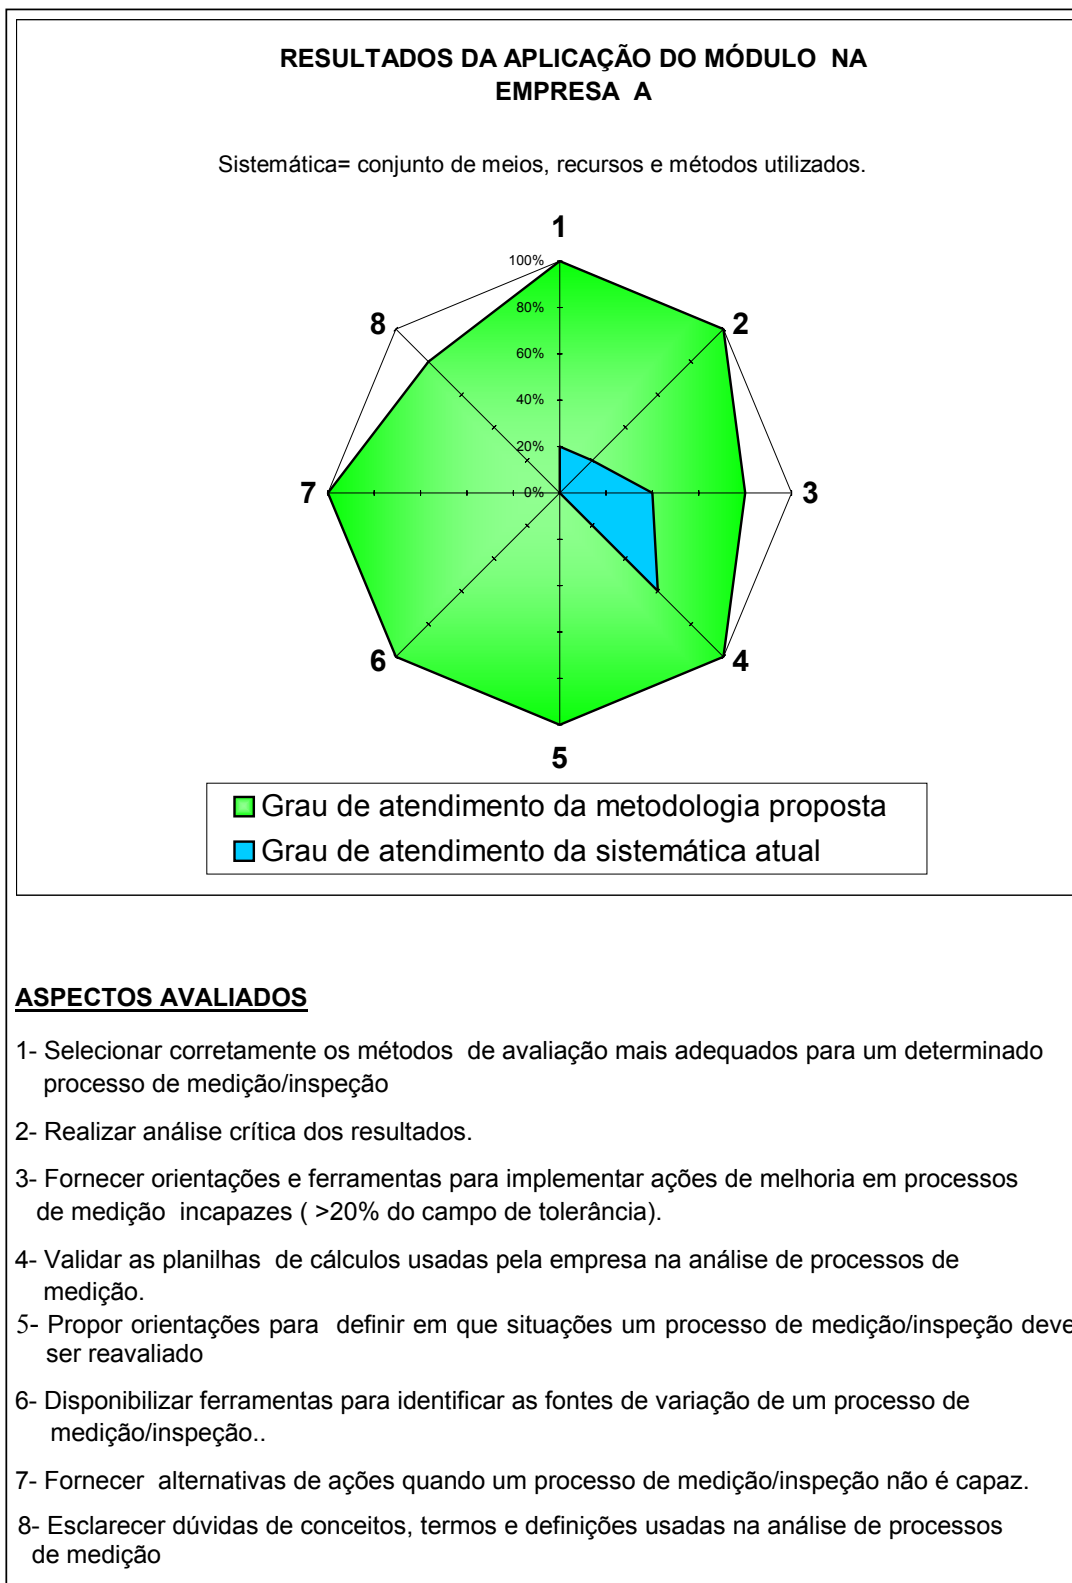 RESULTADOS DA APLICAÇÃO DO MÓDULO NA
EMPRESA A
Sistemática= conjunto de meios, recursos e métodos utilizados.
1
100%
80%
60%
40%
20%
0%
8
2
7
3
6
4
5
Grau de atendimento da metodologia proposta
Grau de atendimento da sistemática atual
ASPECTOS AVALIADOS
1- Selecionar corretamente os métodos de avaliação mais adequados para um determinado
processo de medição/inspeção
2- Realizar análise crítica dos resultados.
3- Fornecer orientações e ferramentas para implementar ações de melhoria em processos
de medição incapazes ( >20% do campo de tolerância).
4- Validar as planilhas de cálculos usadas pela empresa na análise de processos de
medição.
5- Propor orientações para definir em que situações um processo de medição/inspeção deve
ser reavaliado
6- Disponibilizar ferramentas para identificar as fontes de variação de um processo de
medição/inspeção..
7- Fornecer alternativas de ações quando um processo de medição/inspeção não é capaz.
8- Esclarecer dúvidas de conceitos, termos e definições usadas na análise de processos
de medição